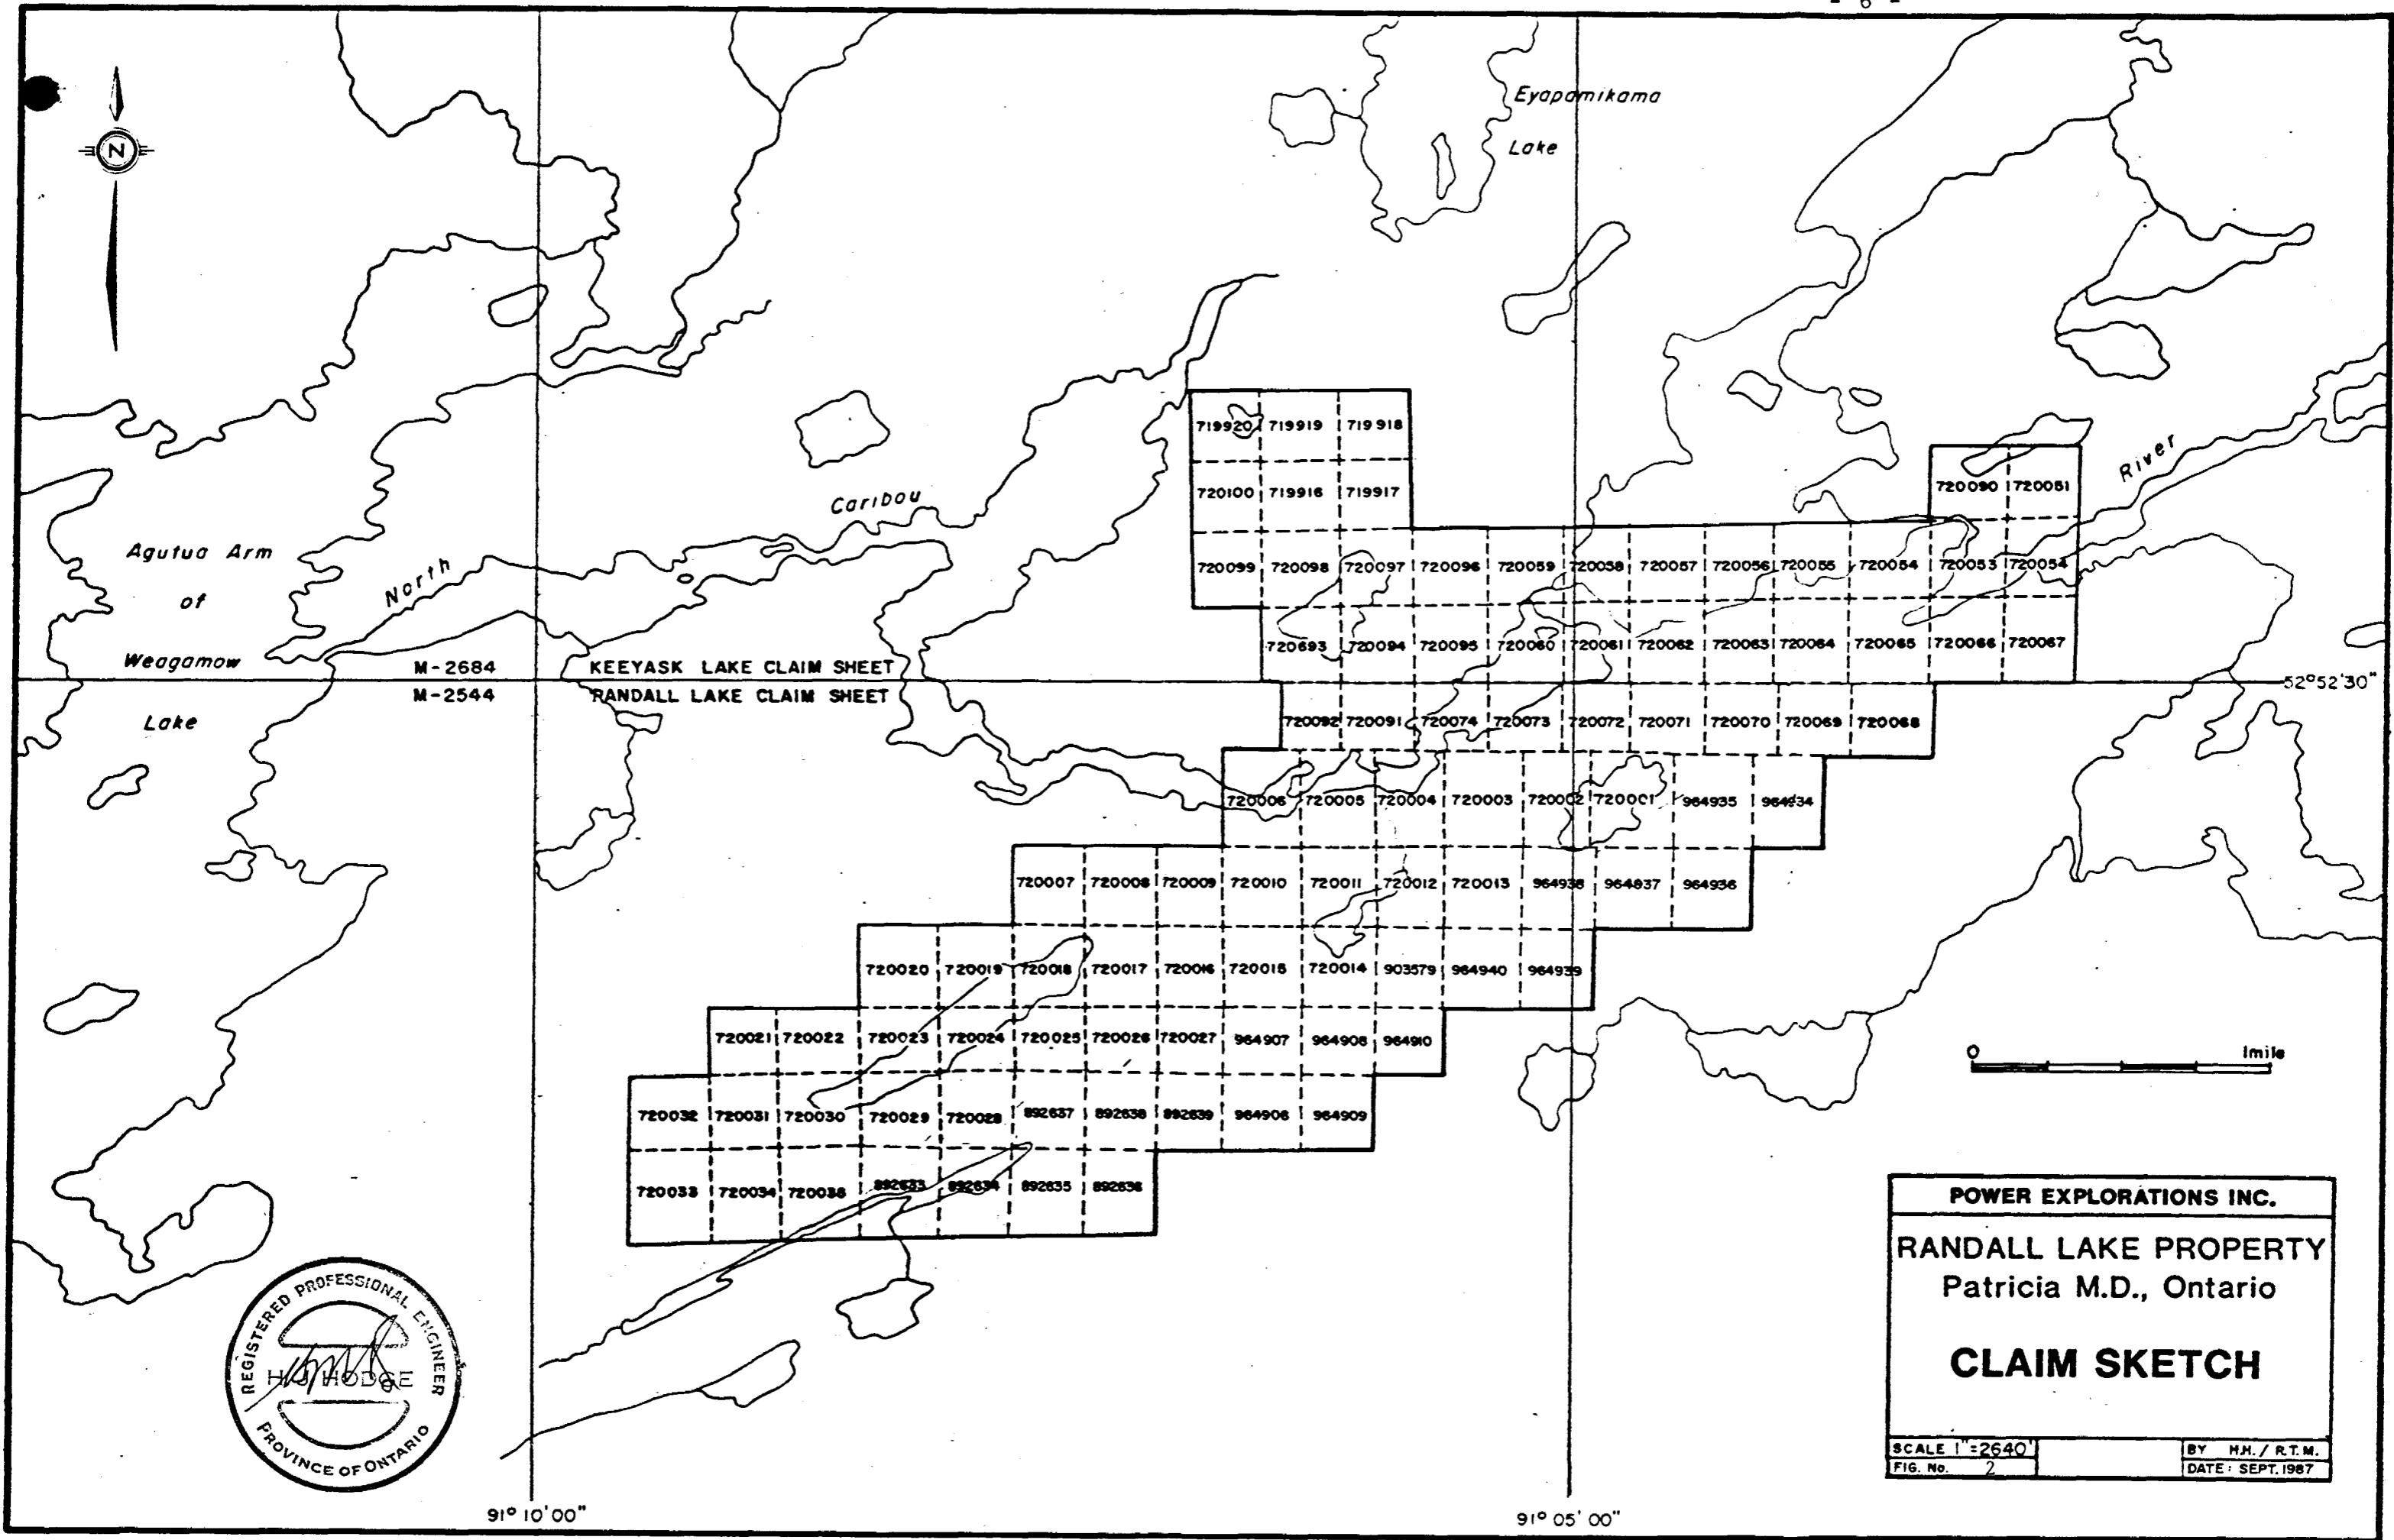 - 6 -
N
Eyapamikama
Lake
719920 719919 719918
720100 719916 719917
720090 720051
River
Caribou
North
Agutua Arm
of
Weagamow
Lake
720099 720098 720097 720096 720059 720058 720057 720056 720055 720054 720053 720054
720693 720094 720095 720060 720061 720062 720063 720064 720065 720066 720067
M-2684 KEEYASK LAKE CLAIM SHEET
M-2544 RANDALL LAKE CLAIM SHEET
52°52'30"
720092 720091 720074 720073 720072 720071 720070 720069 720068
720006 720005 720004 720003 720002 720001 964935 964934
720007 720008 720009 720010 720011 720012 720013 964938 964937 964936
720020 720019 720018 720017 720016 720015 720014 903579 964940 964939
720021 720022 720023 720024 720025 720026 720027 964907 964908 964910
0 1mile
720032 720031 720030 720029 720028 892637 892638 892639 964906 964909
720033 720034 720035 892633 892634 892635 892636
POWER EXPLORATIONS INC.
RANDALL LAKE PROPERTY
Patricia M.D., Ontario
CLAIM SKETCH
SCALE 1"=2640'
BY H.H. / R.T.M.
FIG. No. 2
DATE: SEPT. 1987
REGISTERED PROFESSIONAL ENGINEER
H.J. HODGE
PROVINCE OF ONTARIO
91° 10' 00"
91° 05' 00"